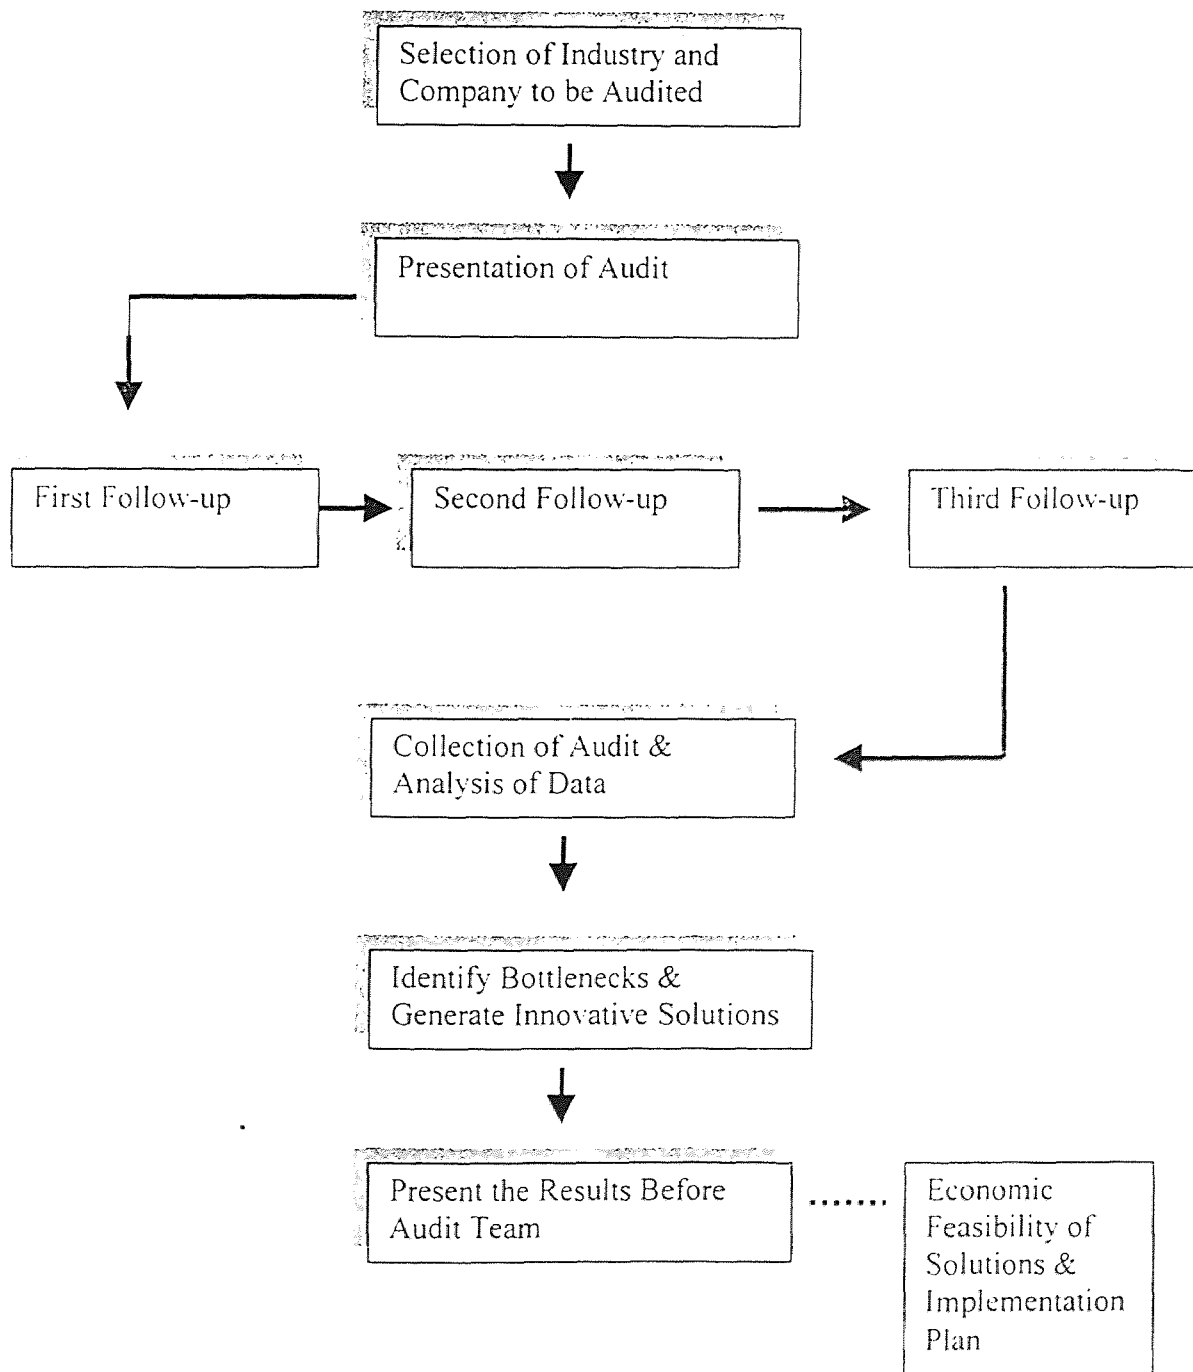 Selection of Industry and
Company to be Audited
Presentation of Audit
First Follow-up
Second Follow-up
Third Follow-up
Collection of Audit &
Analysis of Data
Identify Bottlenecks &
Generate Innovative Solutions
Present the Results Before
Audit Team
Economic
Feasibility of
Solutions &
Implementation
Plan